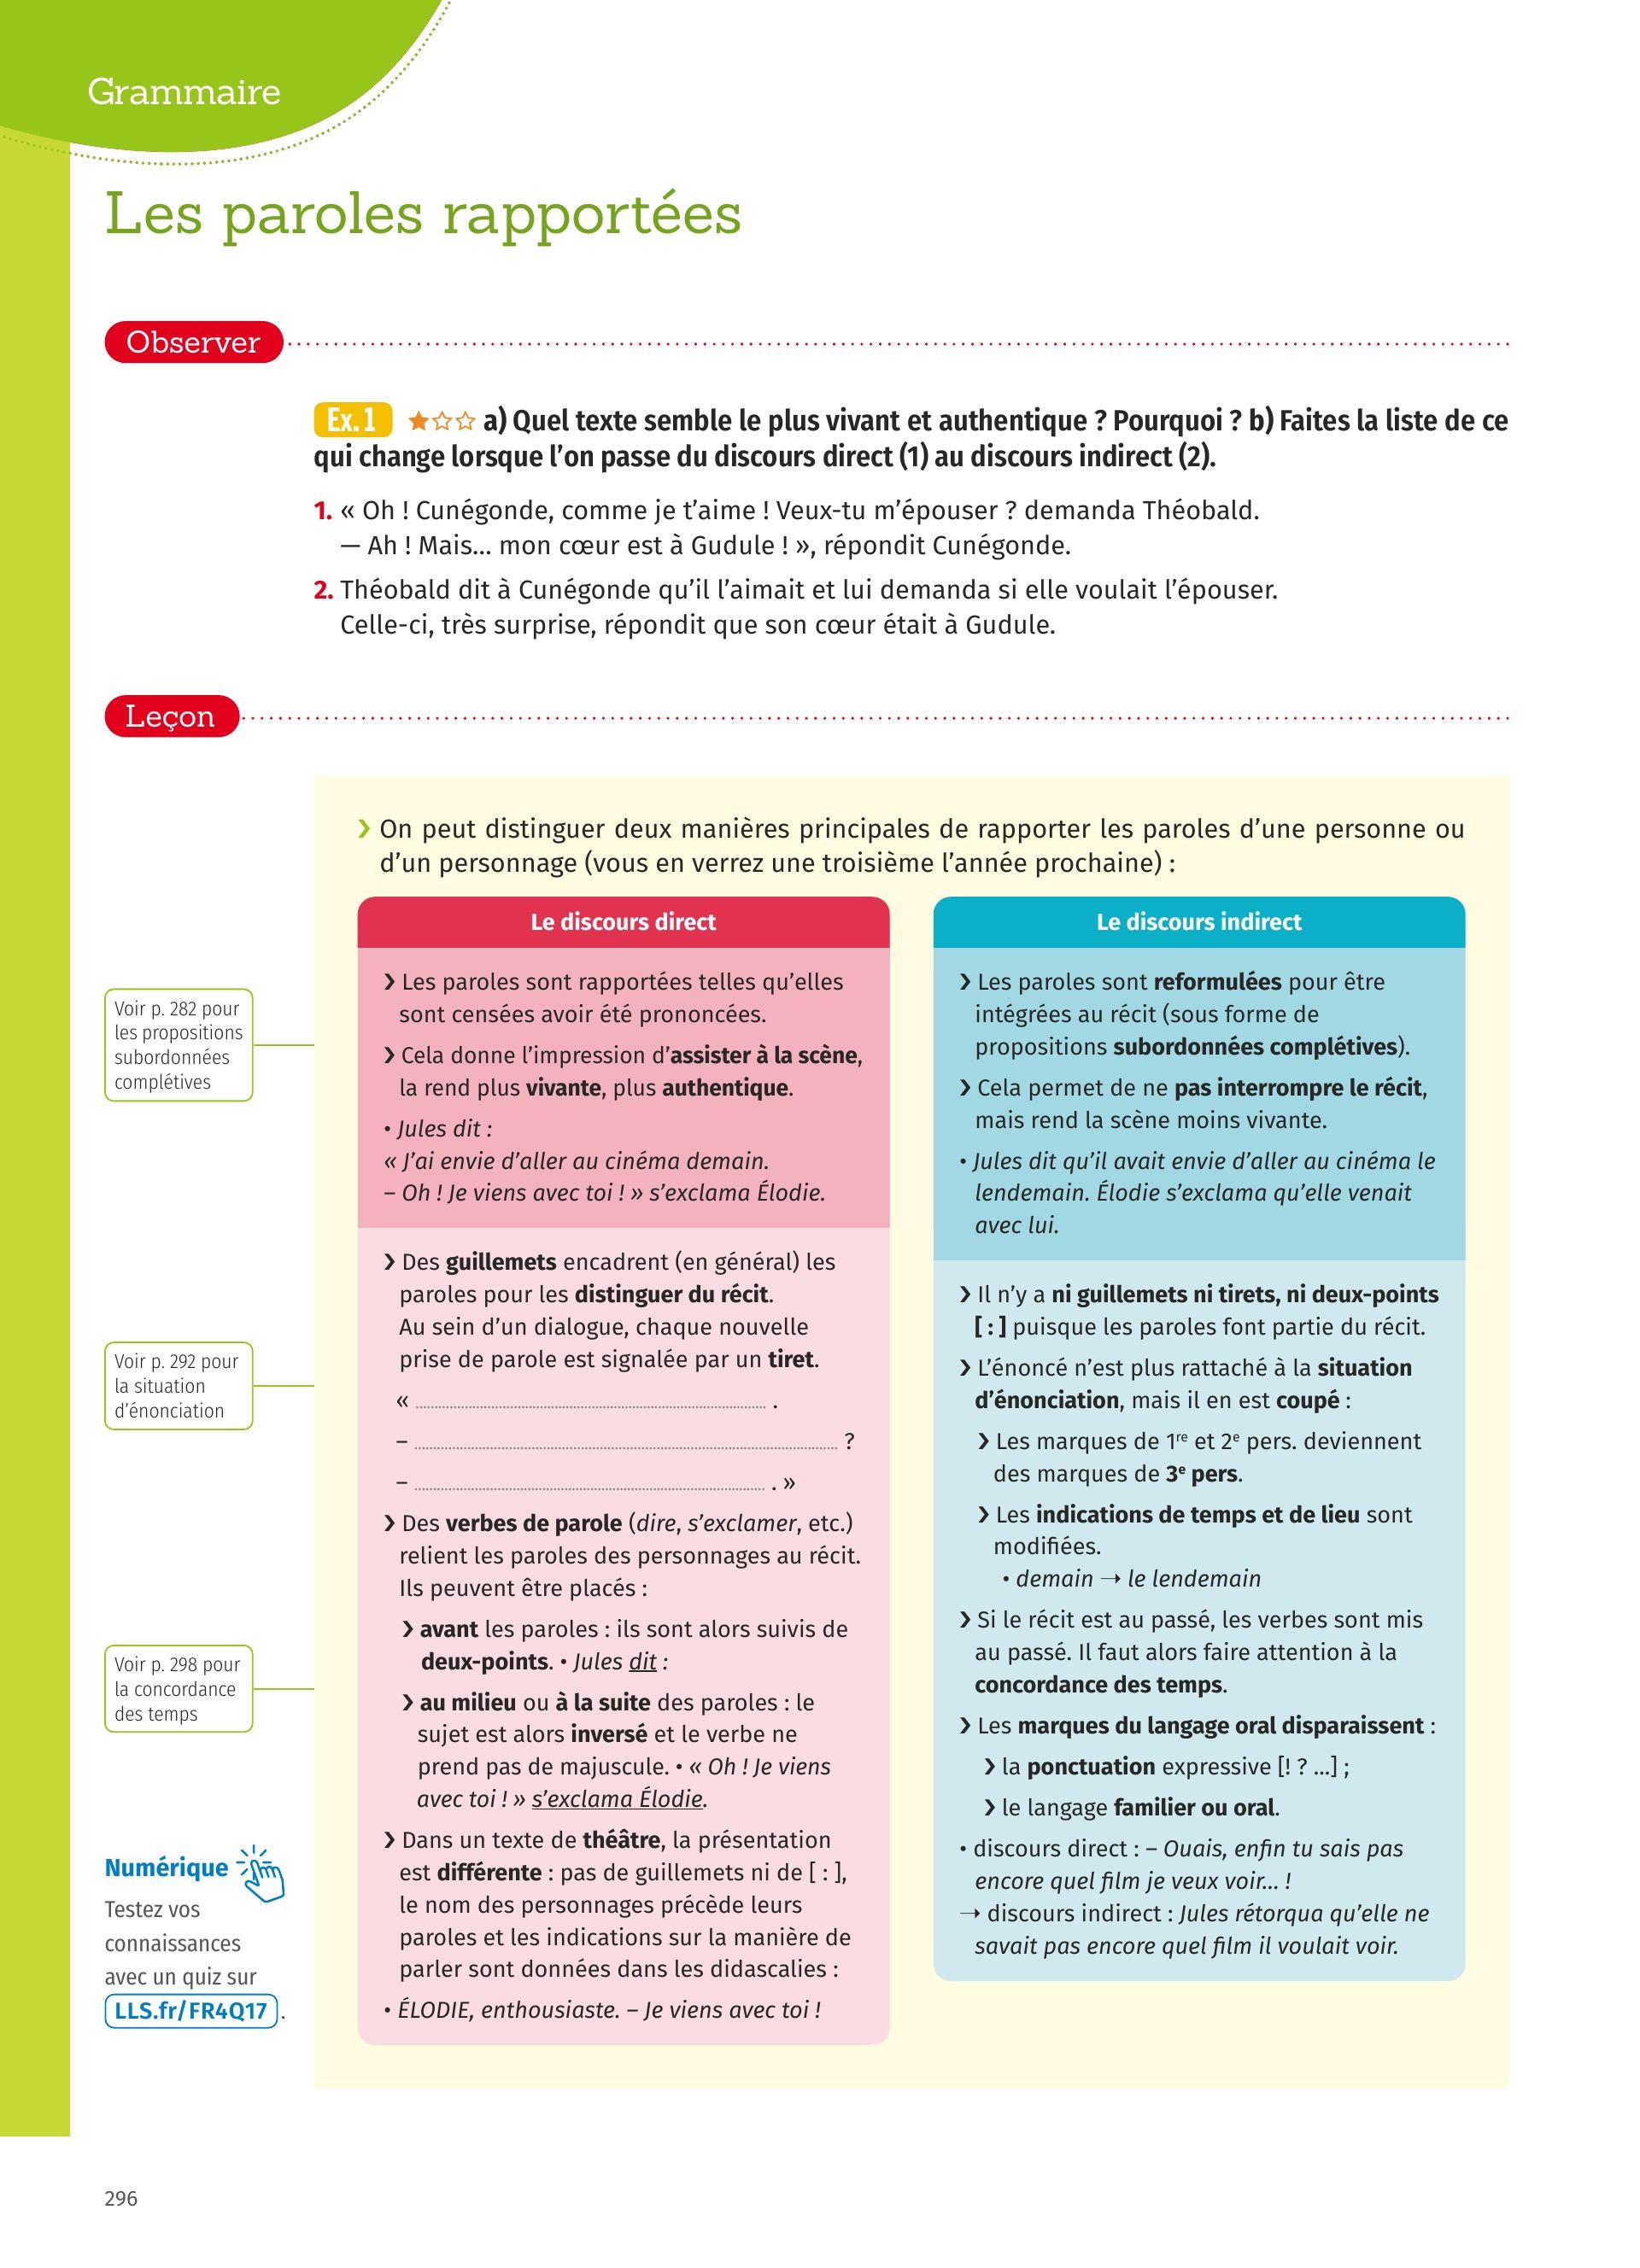 Grammaire
Les paroles rapportées
Observer
Ex. 1 ★☆☆ a) Quel texte semble le plus vivant et authentique ? Pourquoi ? b) Faites la liste de ce
qui change lorsque l’on passe du discours direct (1) au discours indirect (2).
1. « Oh ! Cunégonde, comme je t’aime ! Veux-tu m’épouser ? demanda Théobald.
— Ah ! Mais... mon cœur est à Gudule ! », répondit Cunégonde.
2. Théobald dit à Cunégonde qu’il l’aimait et lui demanda si elle voulait l’épouser.
Celle-ci, très surprise, répondit que son cœur était à Gudule.
Leçon
❯ On peut distinguer deux manières principales de rapporter les paroles d’une personne ou
d’un personnage (vous en verrez une troisième l’année prochaine) :
Le discours direct
❯ Les paroles sont rapportées telles qu’elles
sont censées avoir été prononcées.
❯ Cela donne l’impression d’assister à la scène,
la rend plus vivante, plus authentique.
• Jules dit :
« J’ai envie d’aller au cinéma demain.
– Oh ! Je viens avec toi ! » s’exclama Élodie.
❯ Des guillemets encadrent (en général) les
paroles pour les distinguer du récit.
Au sein d’un dialogue, chaque nouvelle
prise de parole est signalée par un tiret.
« ........................................ .
– ........................................ ?
– ........................................ . »
❯ Des verbes de parole (dire, s’exclamer, etc.)
relient les paroles des personnages au récit.
Ils peuvent être placés :
❯ avant les paroles : ils sont alors suivis de
deux-points. • Jules dit :
❯ au milieu ou à la suite des paroles : le
sujet est alors inversé et le verbe ne
prend pas de majuscule. • « Oh ! Je viens
avec toi ! » s’exclama Élodie.
❯ Dans un texte de théâtre, la présentation
est différente : pas de guillemets ni de [ : ],
le nom des personnages précède leurs
paroles et les indications sur la manière de
parler sont données dans les didascalies :
• ÉLODIE, enthousiaste. – Je viens avec toi !
Le discours indirect
❯ Les paroles sont reformulées pour être
intégrées au récit (sous forme de
propositions subordonnées complétives).
❯ Cela permet de ne pas interrompre le récit,
mais rend la scène moins vivante.
• Jules dit qu’il avait envie d’aller au cinéma le
lendemain. Élodie s’exclama qu’elle venait
avec lui.
❯ Il n’y a ni guillemets ni tirets, ni deux-points
[ : ] puisque les paroles font partie du récit.
❯ L’énoncé n’est plus rattaché à la situation
d’énonciation, mais il en est coupé :
❯ Les marques de 1re et 2e pers. deviennent
des marques de 3e pers.
❯ Les indications de temps et de lieu sont
modifiées.
• demain → le lendemain
❯ Si le récit est au passé, les verbes sont mis
au passé. Il faut alors faire attention à la
concordance des temps.
❯ Les marques du langage oral disparaissent :
❯ la ponctuation expressive [! ? ...] ;
❯ le langage familier ou oral.
• discours direct : – Ouais, enfin tu sais pas
encore quel film je veux voir... !
→ discours indirect : Jules rétorqua qu’elle ne
savait pas encore quel film il voulait voir.
Voir p. 282 pour
les propositions
subordonnées
complétives
Voir p. 292 pour
la situation
d’énonciation
Voir p. 298 pour
la concordance
des temps
Numérique
Testez vos
connaissances
avec un quiz sur
LLS.fr/FR4Q17 .
296